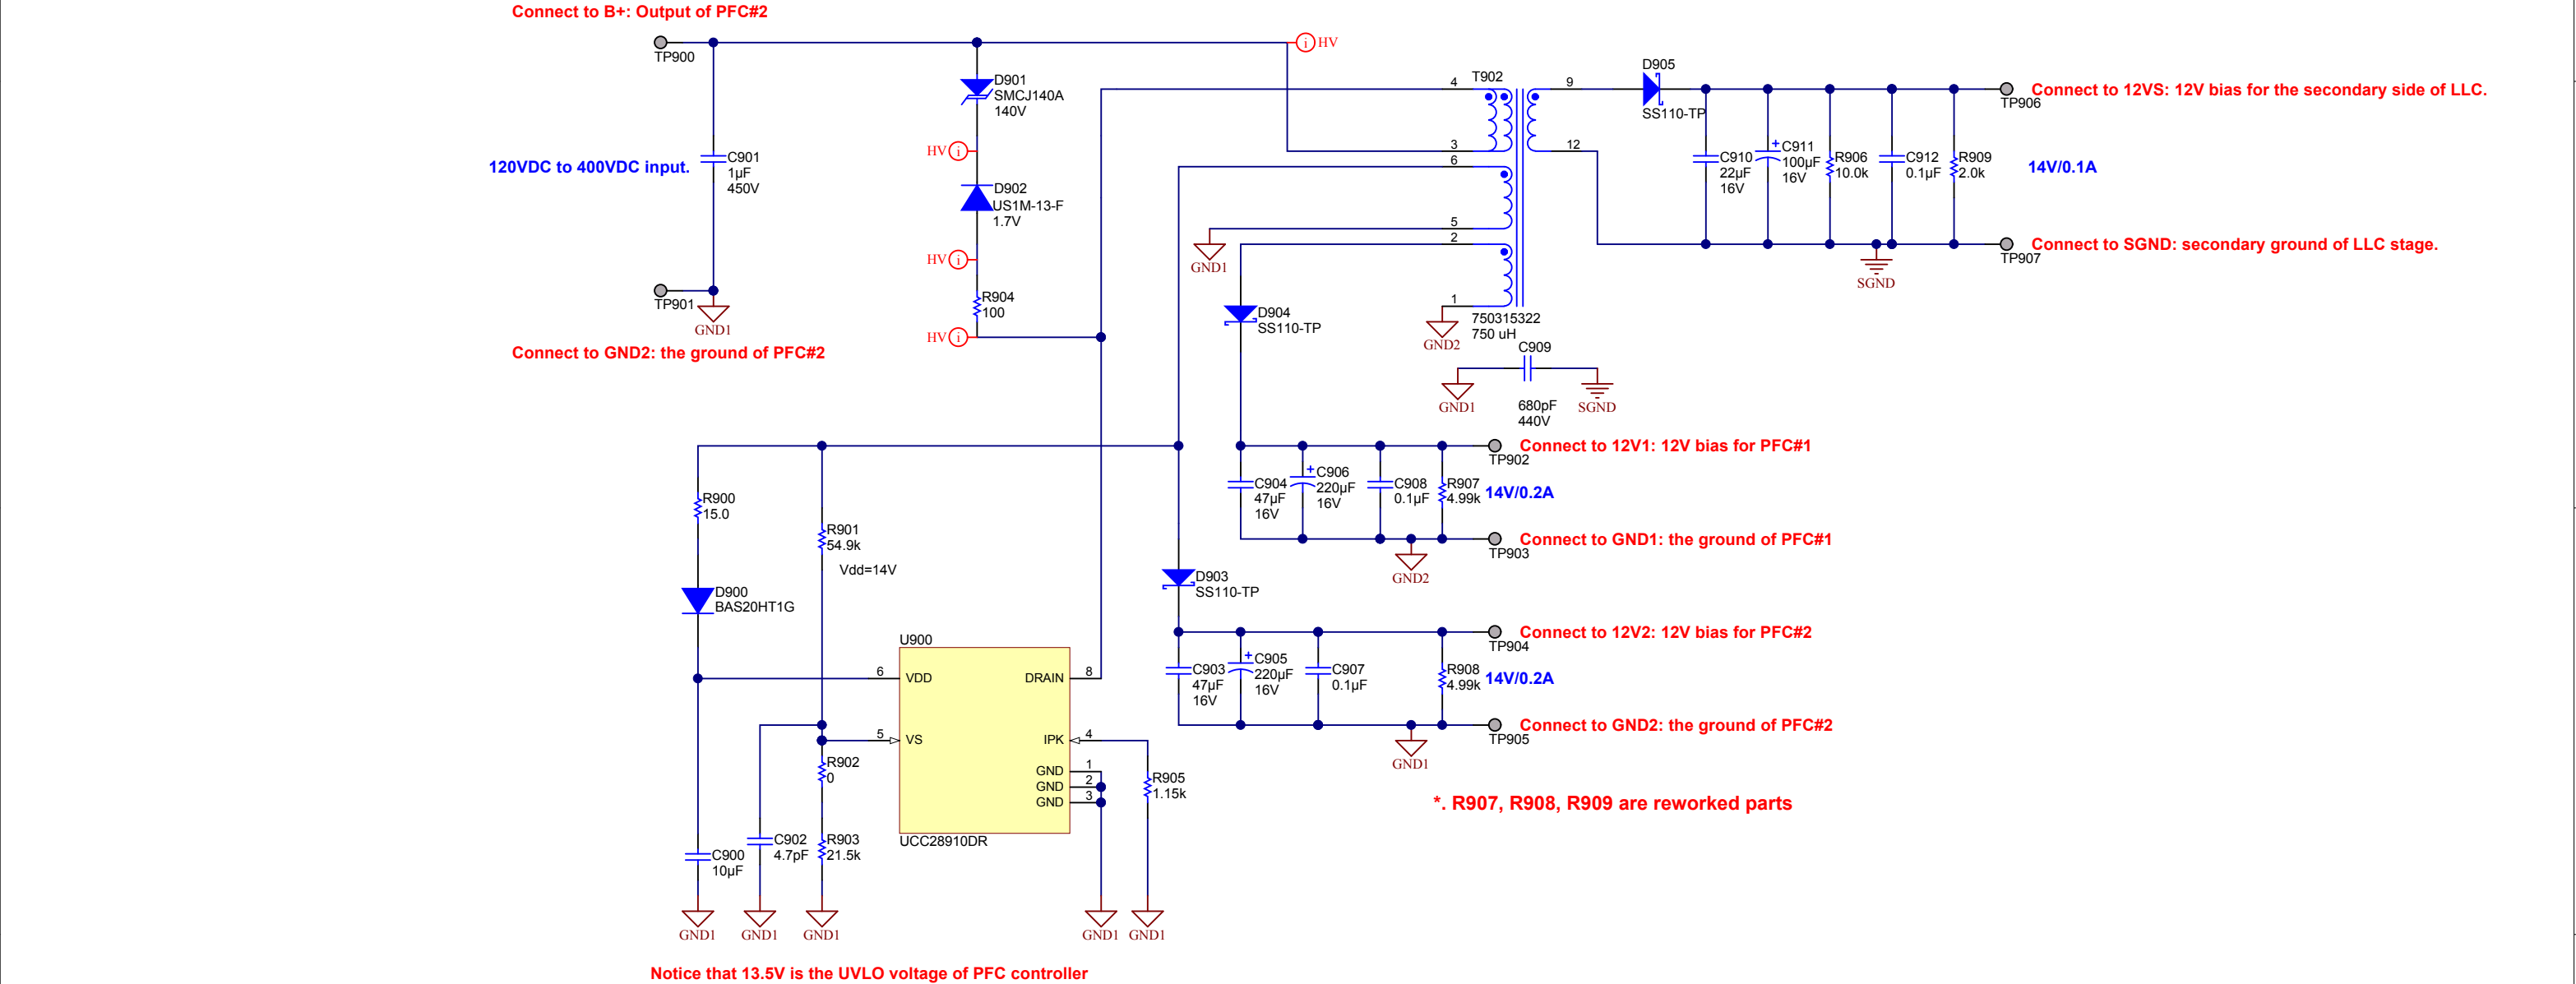 Connect to B+: Output of PFC#2
TP900
HV
D901
SMCJ140A
140V
HV
120VDC to 400VDC input.
C901
1µF
450V
D902
US1M-13-F
1.7V
HV
R904
100
HV
TP901
GND1
Connect to GND2: the ground of PFC#2
4
T902
9
3
12
6
5
2
1
GND1
GND2
750315322
750 uH
D905
SS110-TP
C910
22µF
16V
+
C911
100µF
16V
R906
10.0k
C912
0.1µF
R909
2.0k
TP906
Connect to 12VS: 12V bias for the secondary side of LLC.
14V/0.1A
TP907
Connect to SGND: secondary ground of LLC stage.
SGND
D904
SS110-TP
C909
680pF
440V
GND1
SGND
C904
47µF
16V
+
C906
220µF
16V
C908
0.1µF
R907
4.99k
TP902
Connect to 12V1: 12V bias for PFC#1
14V/0.2A
TP903
Connect to GND1: the ground of PFC#1
GND2
R900
15.0
R901
54.9k
Vdd=14V
D900
BAS20HT1G
D903
SS110-TP
C903
47µF
16V
+
C905
220µF
16V
C907
0.1µF
R908
4.99k
TP904
Connect to 12V2: 12V bias for PFC#2
14V/0.2A
TP905
Connect to GND2: the ground of PFC#2
GND1
U900
6
VDD
DRAIN
8
5
VS
IPK
4
GND
1
GND
2
GND
3
UCC28910DR
R902
0
R905
1.15k
C900
10µF
C902
4.7pF
R903
21.5k
GND1
GND1
GND1
GND1
GND1
*. R907, R908, R909 are reworked parts
Notice that 13.5V is the UVLO voltage of PFC controller